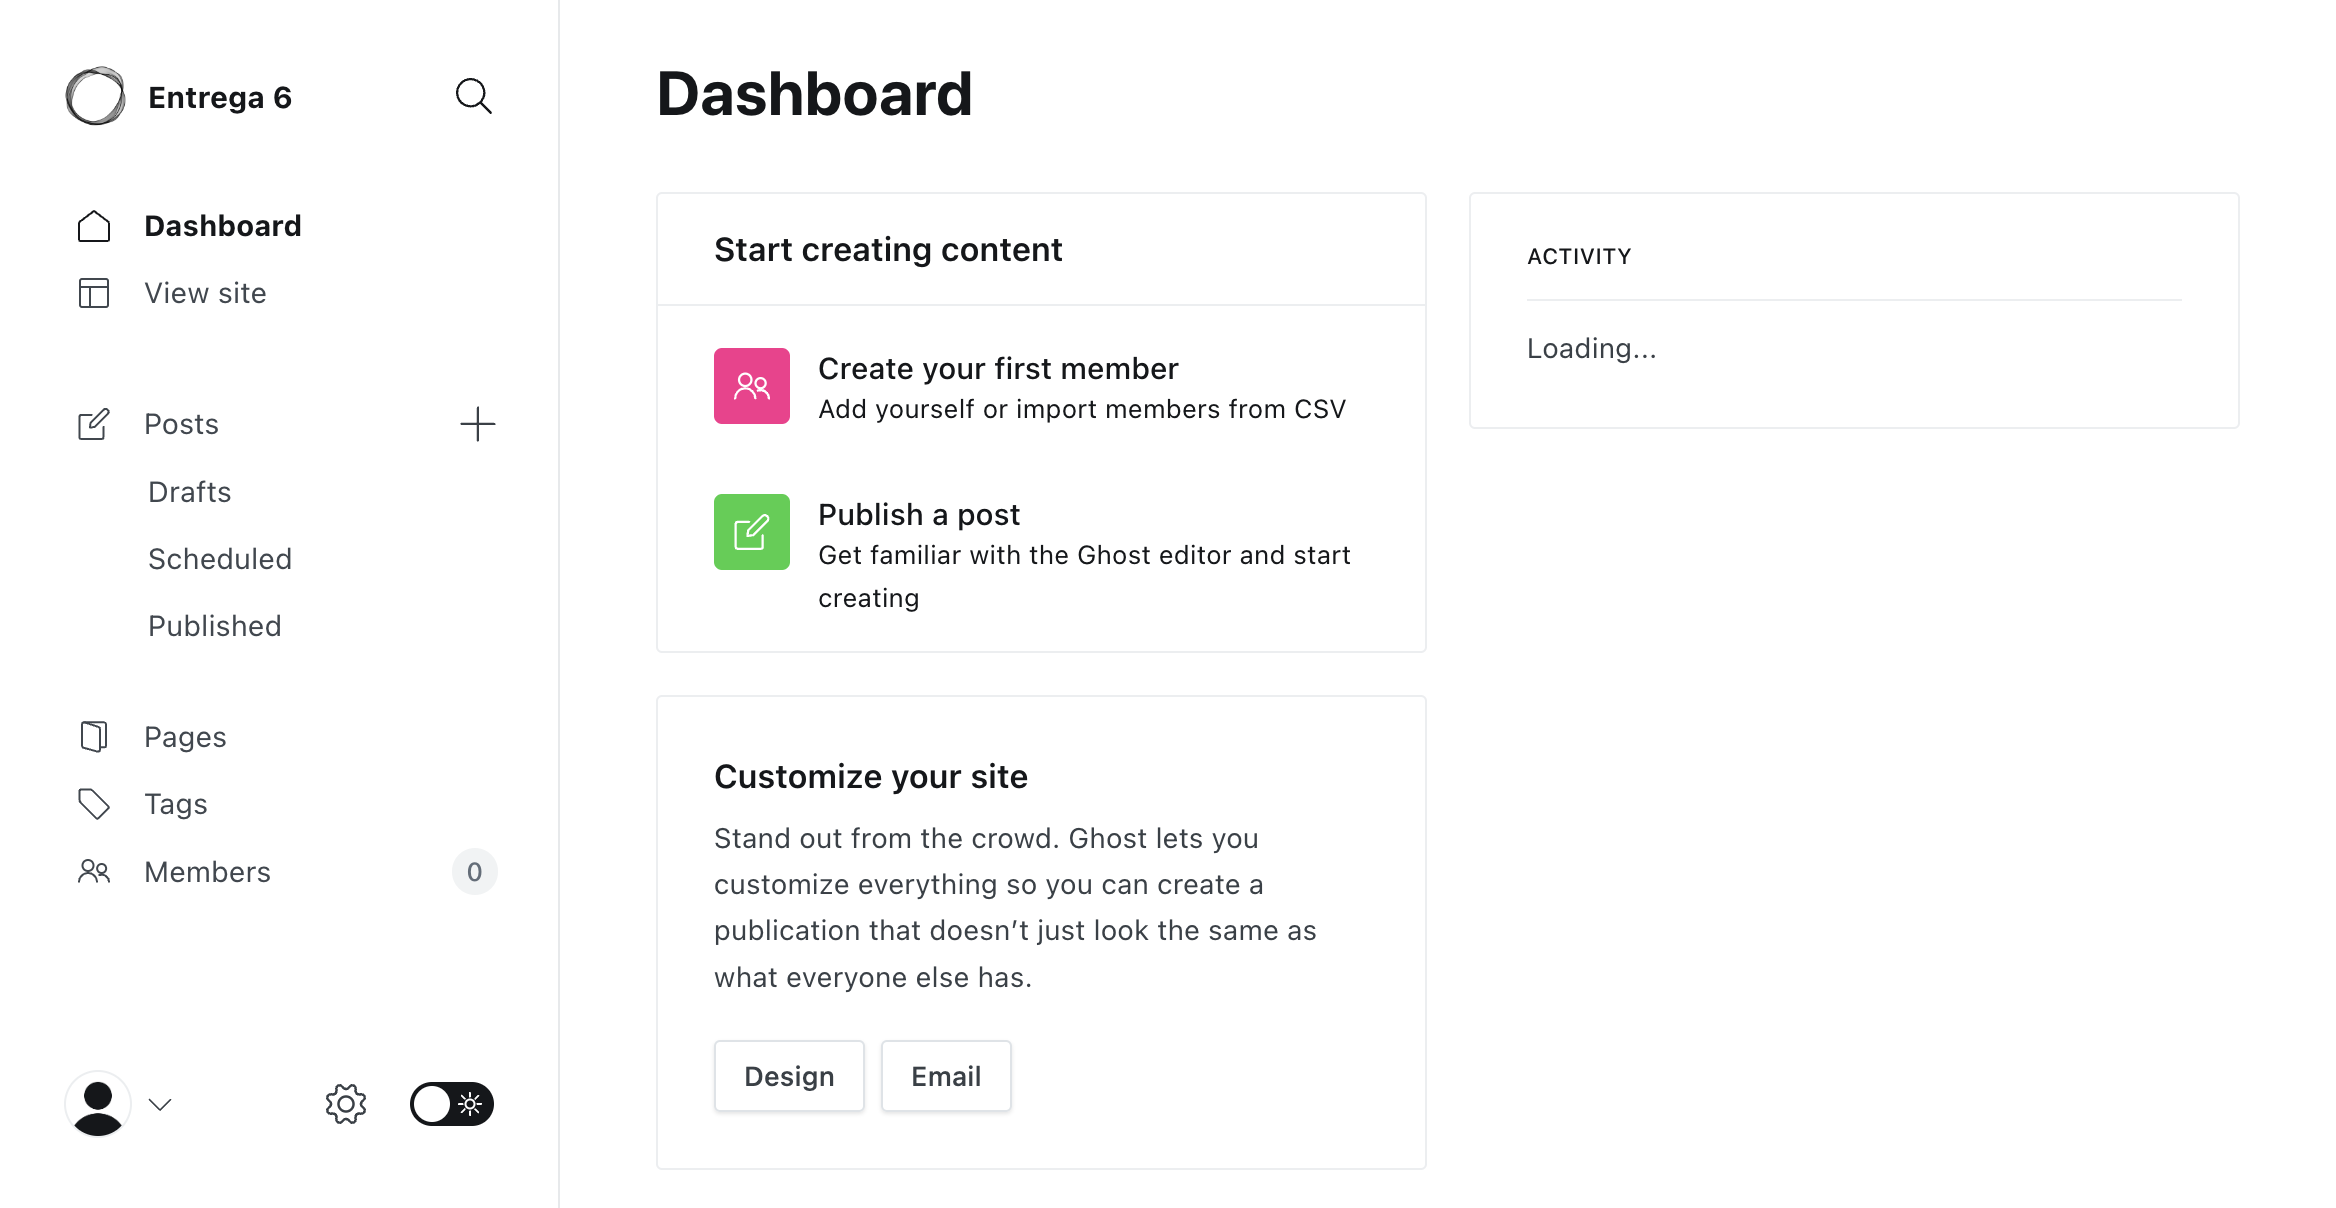 Entrega 6
Dashboard
View site
Posts
Drafts
Scheduled
Published
Pages
Tags
Members
0
Dashboard
Start creating content
Create your first member
Add yourself or import members from CSV
Publish a post
Get familiar with the Ghost editor and start
creating
Customize your site
Stand out from the crowd. Ghost lets you
customize everything so you can create a
publication that doesn’t just look the same as
what everyone else has.
Design
Email
ACTIVITY
Loading...